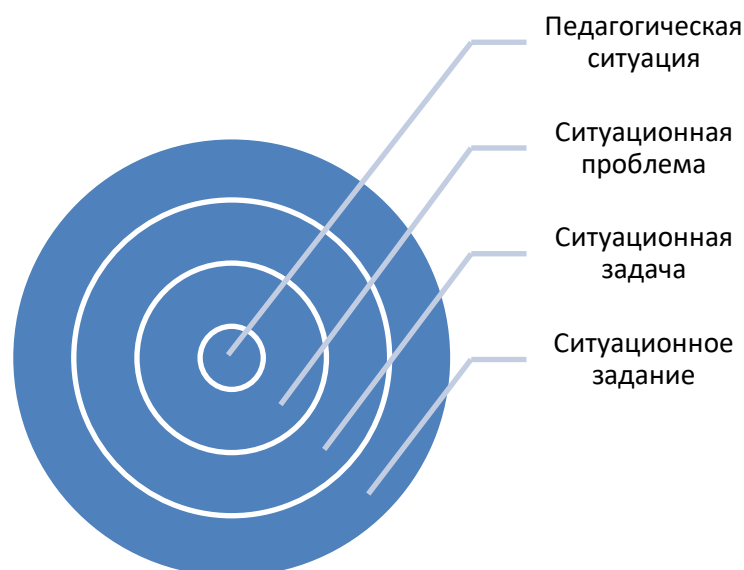 Педагогическая
ситуация
Ситуационная
проблема
Ситуационная
задача
Ситуационное
задание